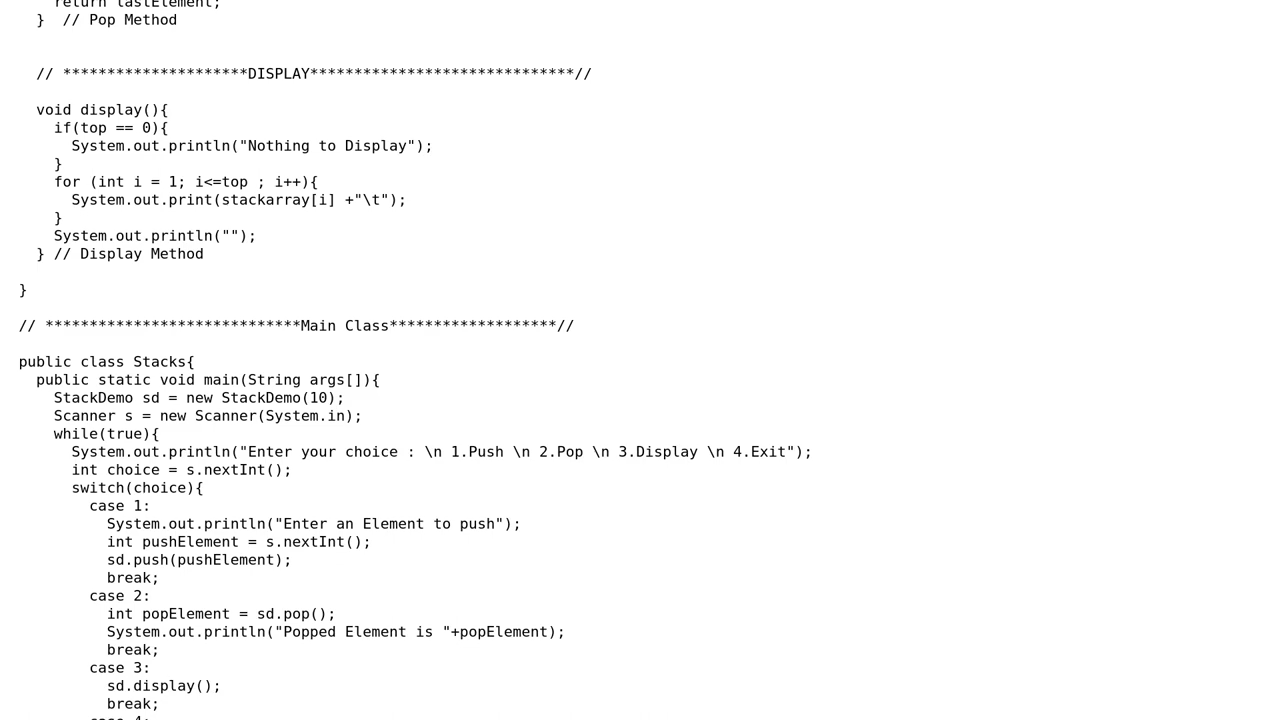 return lastElement;
}  // Pop Method
// *********************DISPLAY******************************//
void display(){
if(top == 0){
System.out.println("Nothing to Display");
}
for (int i = 1; i<=top ; i++){
System.out.print(stackarray[i] +"\t");
}
System.out.println("");
} // Display Method
}
// *****************************Main Class*******************//
public class Stacks{
public static void main(String args[]){
StackDemo sd = new StackDemo(10);
Scanner s = new Scanner(System.in);
while(true){
System.out.println("Enter your choice : \n 1.Push \n 2.Pop \n 3.Display \n 4.Exit");
int choice = s.nextInt();
switch(choice){
case 1:
System.out.println("Enter an Element to push");
int pushElement = s.nextInt();
sd.push(pushElement);
break;
case 2:
int popElement = sd.pop();
System.out.println("Popped Element is "+popElement);
break;
case 3:
sd.display();
break;
case 4: